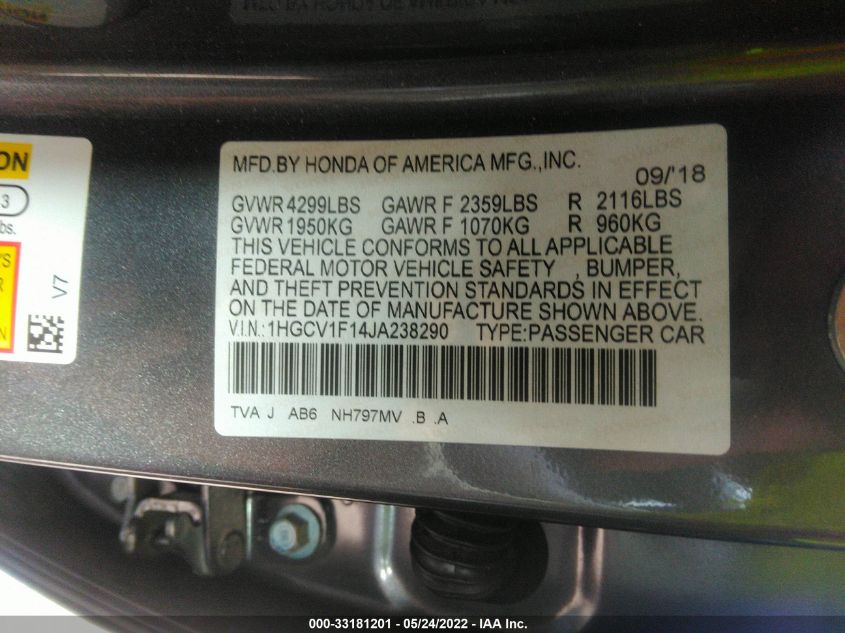 ON
3
bs.
S
R
N
V7
MFD.BY HONDA OF AMERICA MFG.,INC.
09/'18
GVWR 4299LBS GAWR F 2359LBS R 2116LBS
GVWR 1950KG GAWR F 1070KG R 960KG
THIS VEHICLE CONFORMS TO ALL APPLICABLE
FEDERAL MOTOR VEHICLE SAFETY , BUMPER,
AND THEFT PREVENTION STANDARDS IN EFFECT
ON THE DATE OF MANUFACTURE SHOWN ABOVE.
V.I.N.:1HGCV1F14JA238290 TYPE:PASSENGER CAR
TVA J AB6 NH797MV .B .A
000-33181201 - 05/24/2022 - IAA Inc.